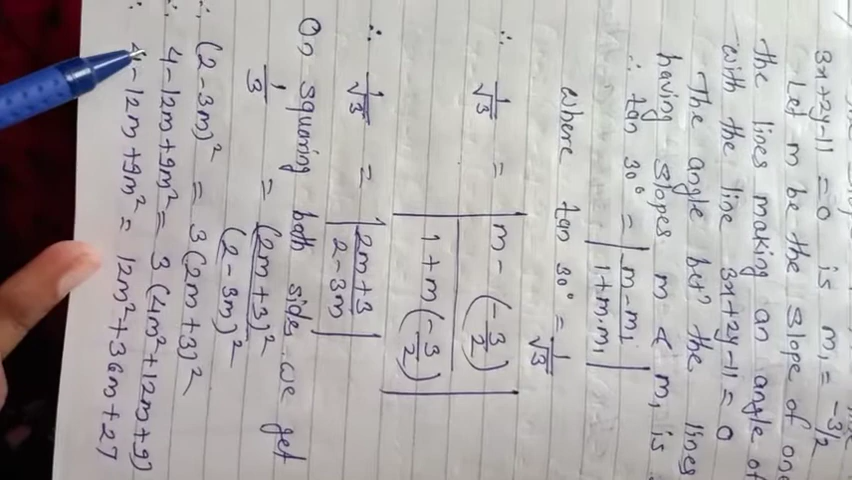 3x+2y-11 = 0 is m₁ = -3/2
Let m be the slope of one
the lines making an angle of
with the line 3x+2y-11 = 0
The angle betⁿ the lines
having slopes m & m₁ is
∴ tan 30° = |m-m₁ / 1+m·m₁|
where tan 30° = 1/√3
∴ 1/√3 = |m-(-3/2) / 1+m(-3/2)|
∴ 1/√3 = |2m+3 / 2-3m|
On squaring both sides we get
1/3 = (2m+3)² / (2-3m)²
∴ (2-3m)² = 3(2m+3)²
∴ 4-12m+9m² = 3(4m²+12m+9)
∴ 4-12m+9m² = 12m²+36m+27